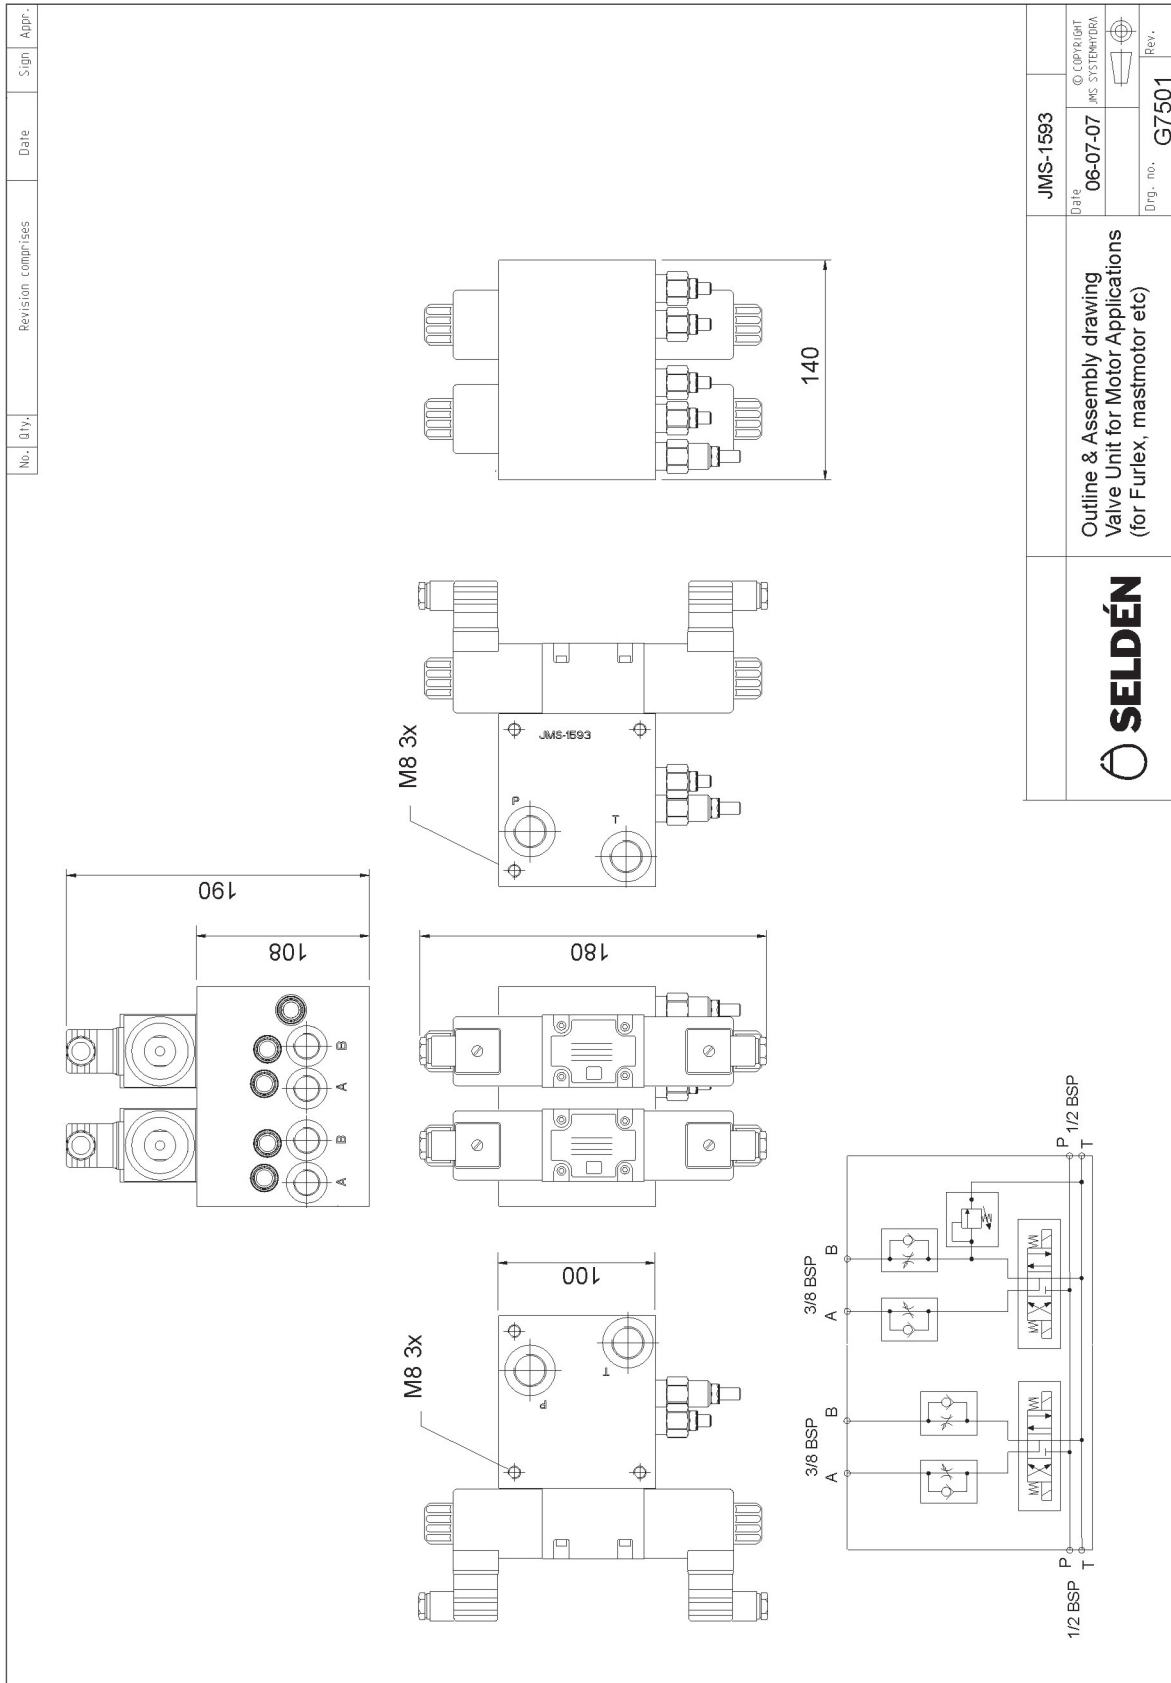 No.
Qty.
Revision comprises
Date
Sign
Appr.
190
108
A
B
A
B
180
100
M8 3x
P
T
M8 3x
JMS-1593
P
T
140
3/8 BSP
A
B
3/8 BSP
A
B
1/2 BSP
P
T
P
T
1/2 BSP
SELDÉN
Outline & Assembly drawing
Valve Unit for Motor Applications
(for Furlex, mastmotor etc)
JMS-1593
Date
06-07-07
© COPYRIGHT
JMS SYSTEMHYDRA
Drg. no.
G7501
Rev.